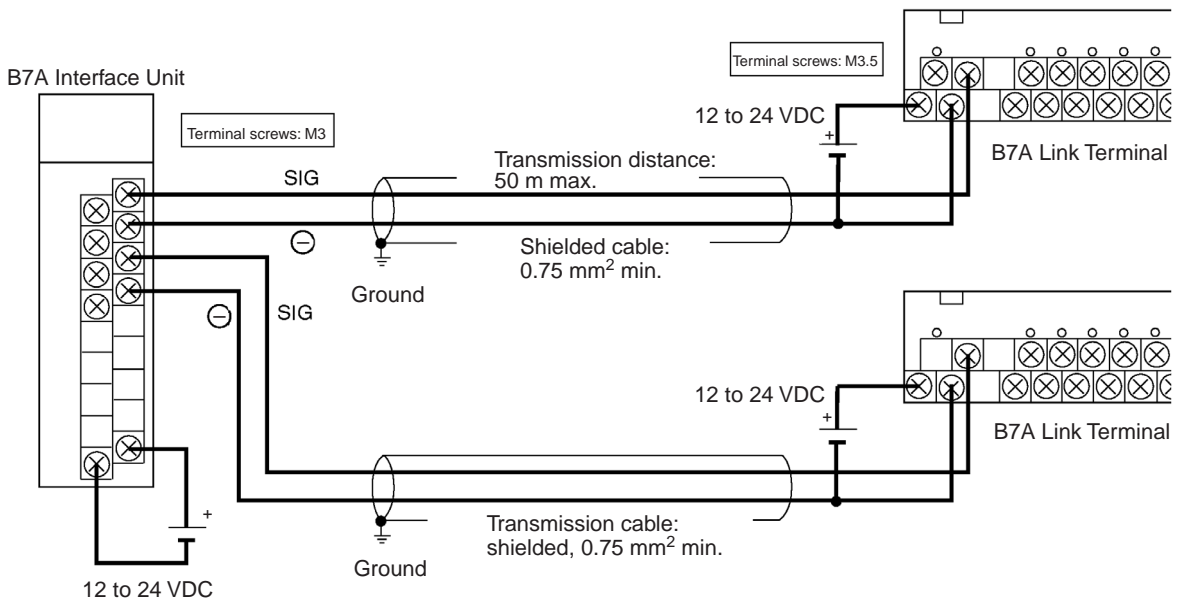 B7A Interface Unit
Terminal screws: M3
Terminal screws: M3.5
12 to 24 VDC
+
B7A Link Terminal
SIG
Transmission distance:
50 m max.
−
Shielded cable:
0.75 mm² min.
Ground
−
SIG
12 to 24 VDC
+
B7A Link Terminal
Transmission cable:
shielded, 0.75 mm² min.
Ground
+
12 to 24 VDC